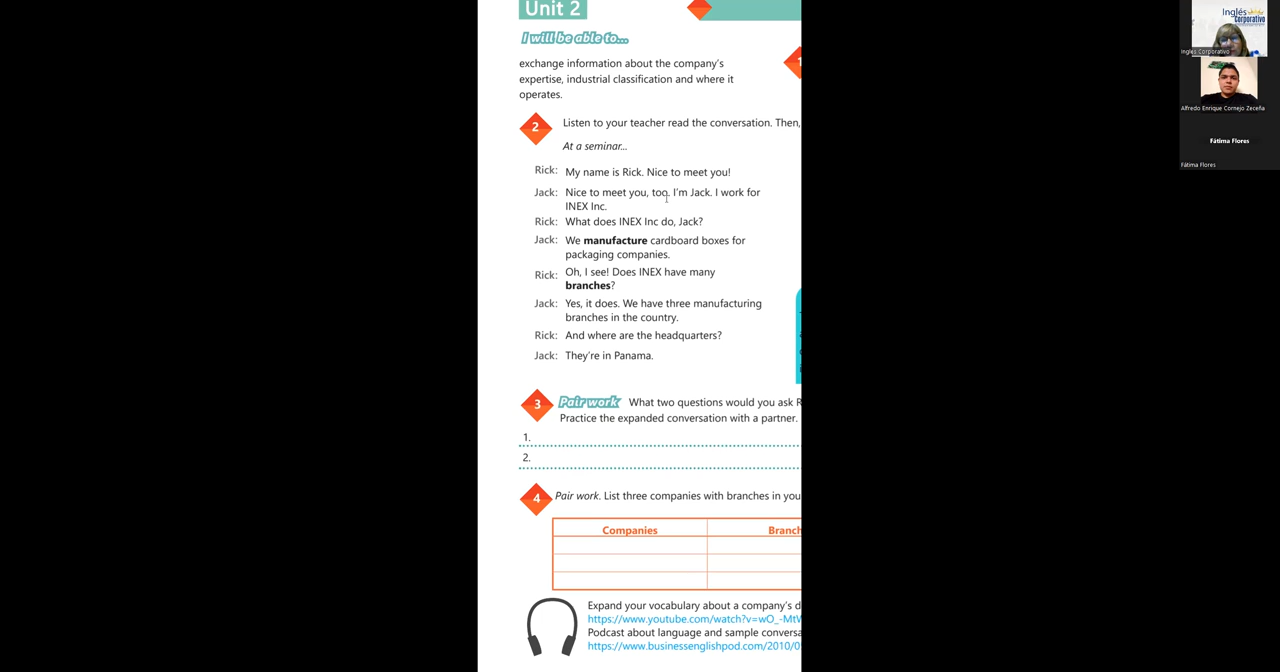 Unit 2
I will be able to...
exchange information about the company's
expertise, industrial classification and where it
operates.
2
Listen to your teacher read the conversation. Then,
At a seminar...
Rick: My name is Rick. Nice to meet you!
Jack: Nice to meet you, too. I'm Jack. I work for
INEX Inc.
Rick: What does INEX Inc do, Jack?
Jack: We manufacture cardboard boxes for
packaging companies.
Rick: Oh, I see! Does INEX have many
branches?
Jack: Yes, it does. We have three manufacturing
branches in the country.
Rick: And where are the headquarters?
Jack: They're in Panama.
3
Pair work What two questions would you ask R
Practice the expanded conversation with a partner.
1.
2.
4
Pair work. List three companies with branches in you
Companies Branch
Expand your vocabulary about a company's d
https://www.youtube.com/watch?v=wO_-MtW
Podcast about language and sample conversa
https://www.businessenglishpod.com/2010/0
1
Inglés
Corporativo
Ingles Corporativo
Alfredo Enrique Cornejo Zeceña
Fátima Flores
Fátima Flores